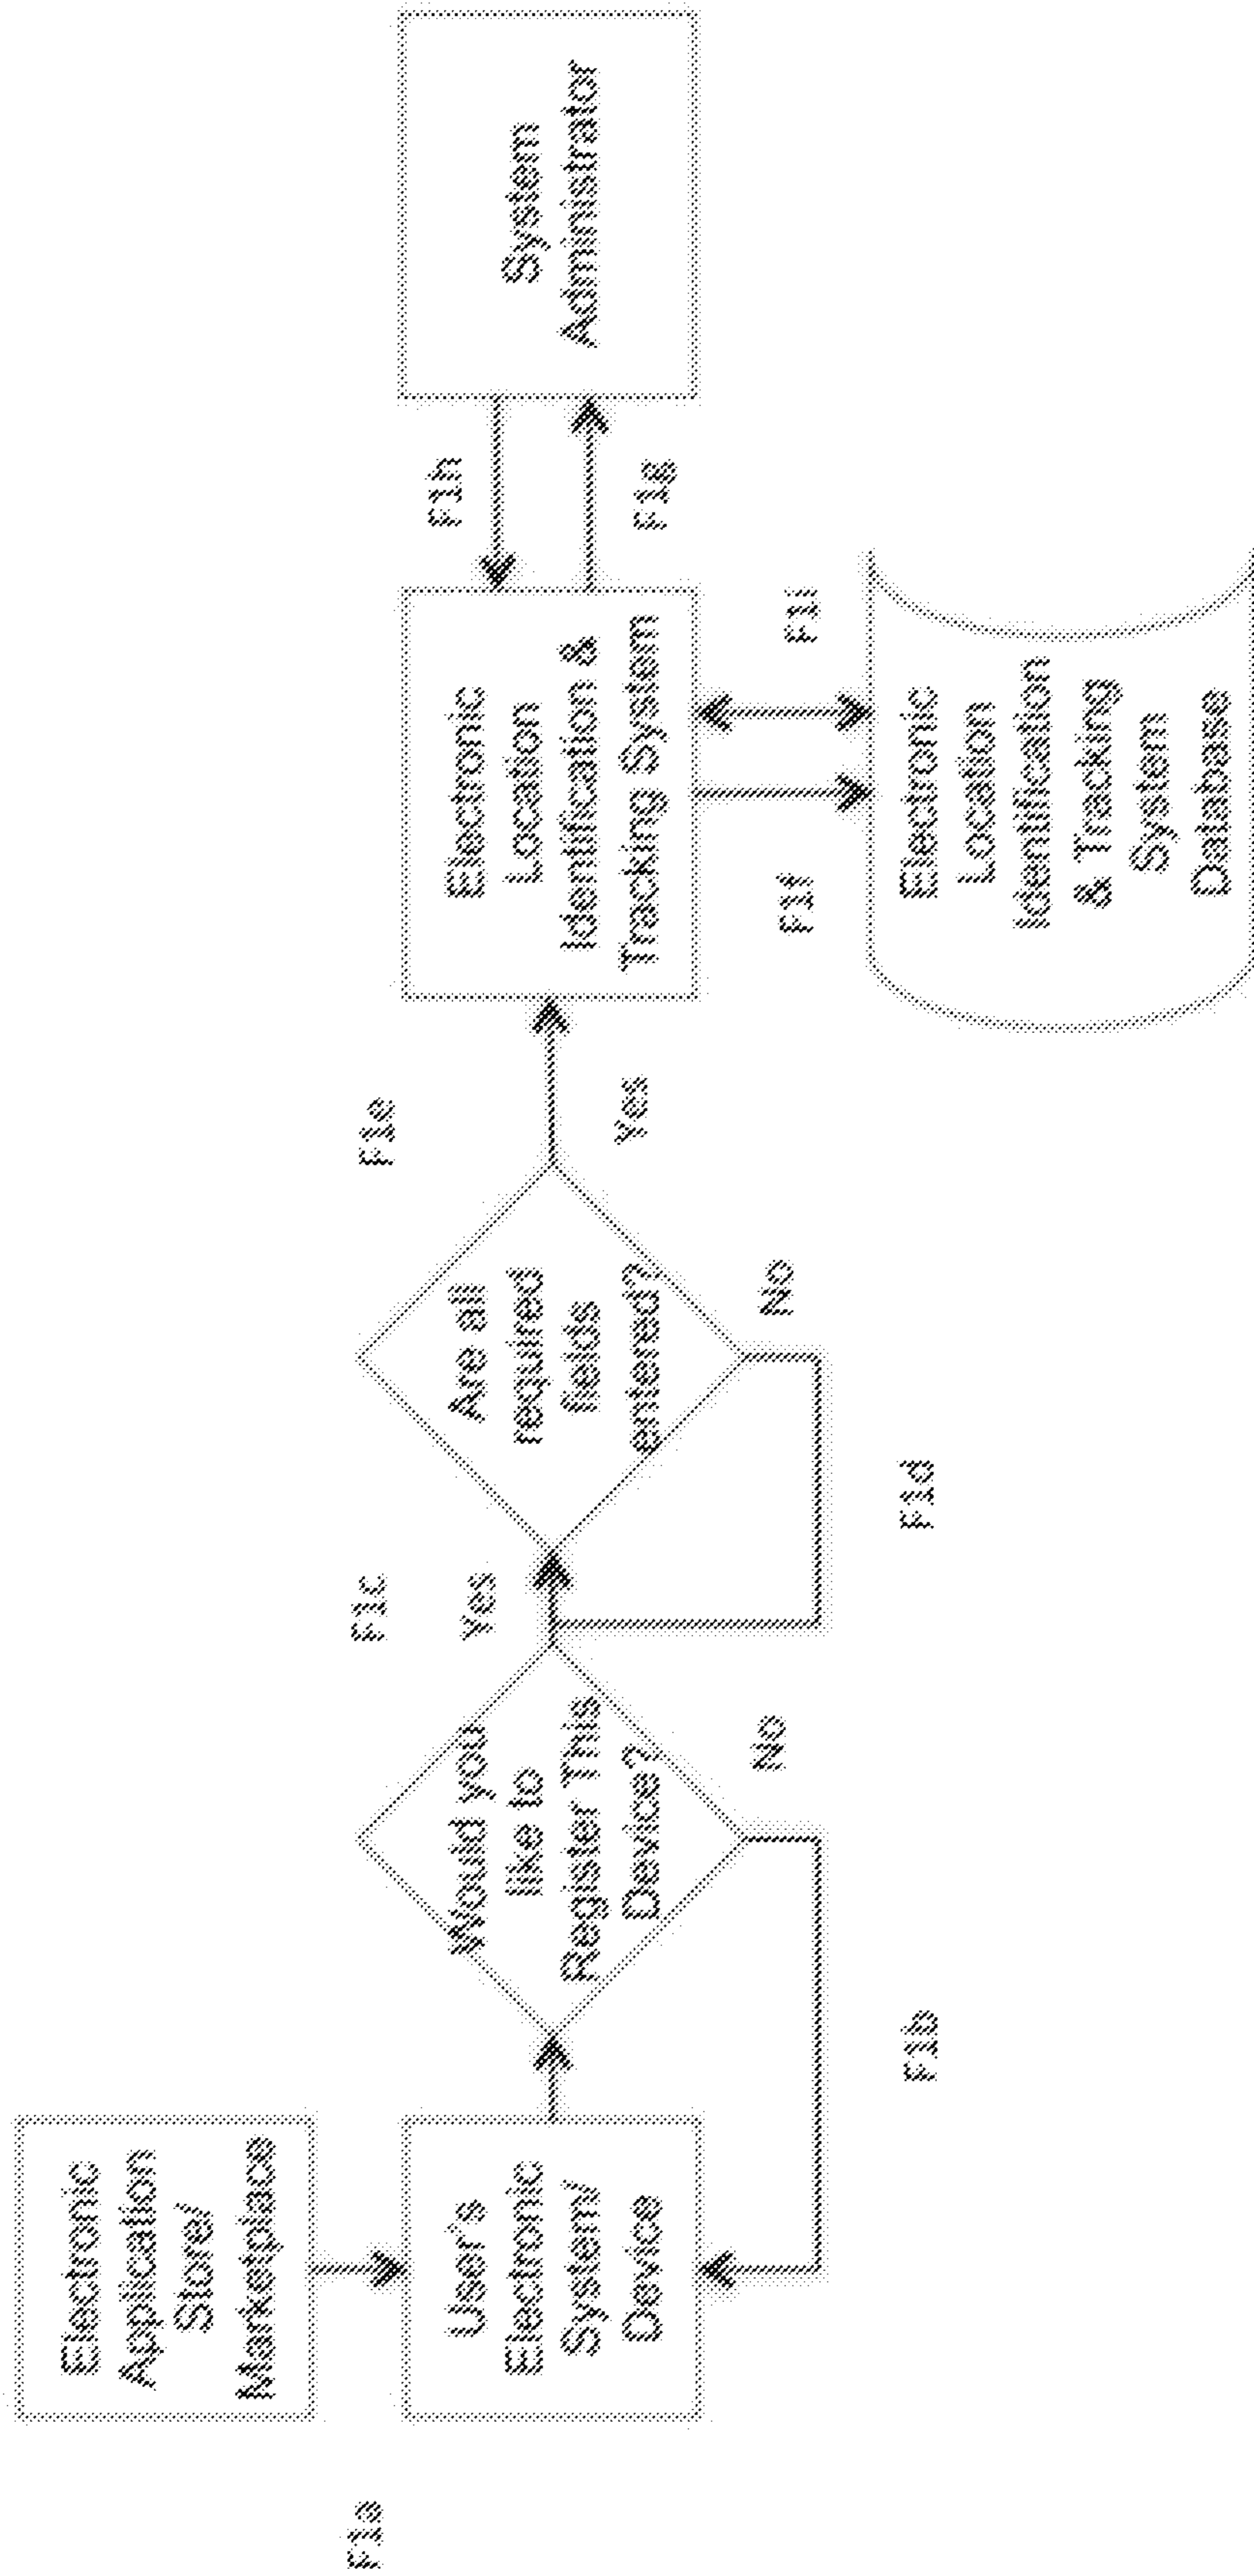 F1a
Electronic
Application
Store/
Marketplace
User's
Electronic
System/
Device
F1b
Would you
like to
Register This
Device?
No
F1c
Yes
F1d
Are all
required
fields
entered?
No
F1e
Yes
Electronic
Location
Identification &
Tracking System
F1f
F1i
Electronic
Location
Identification
& Tracking
System
Database
F1h
F1g
System
Administrator